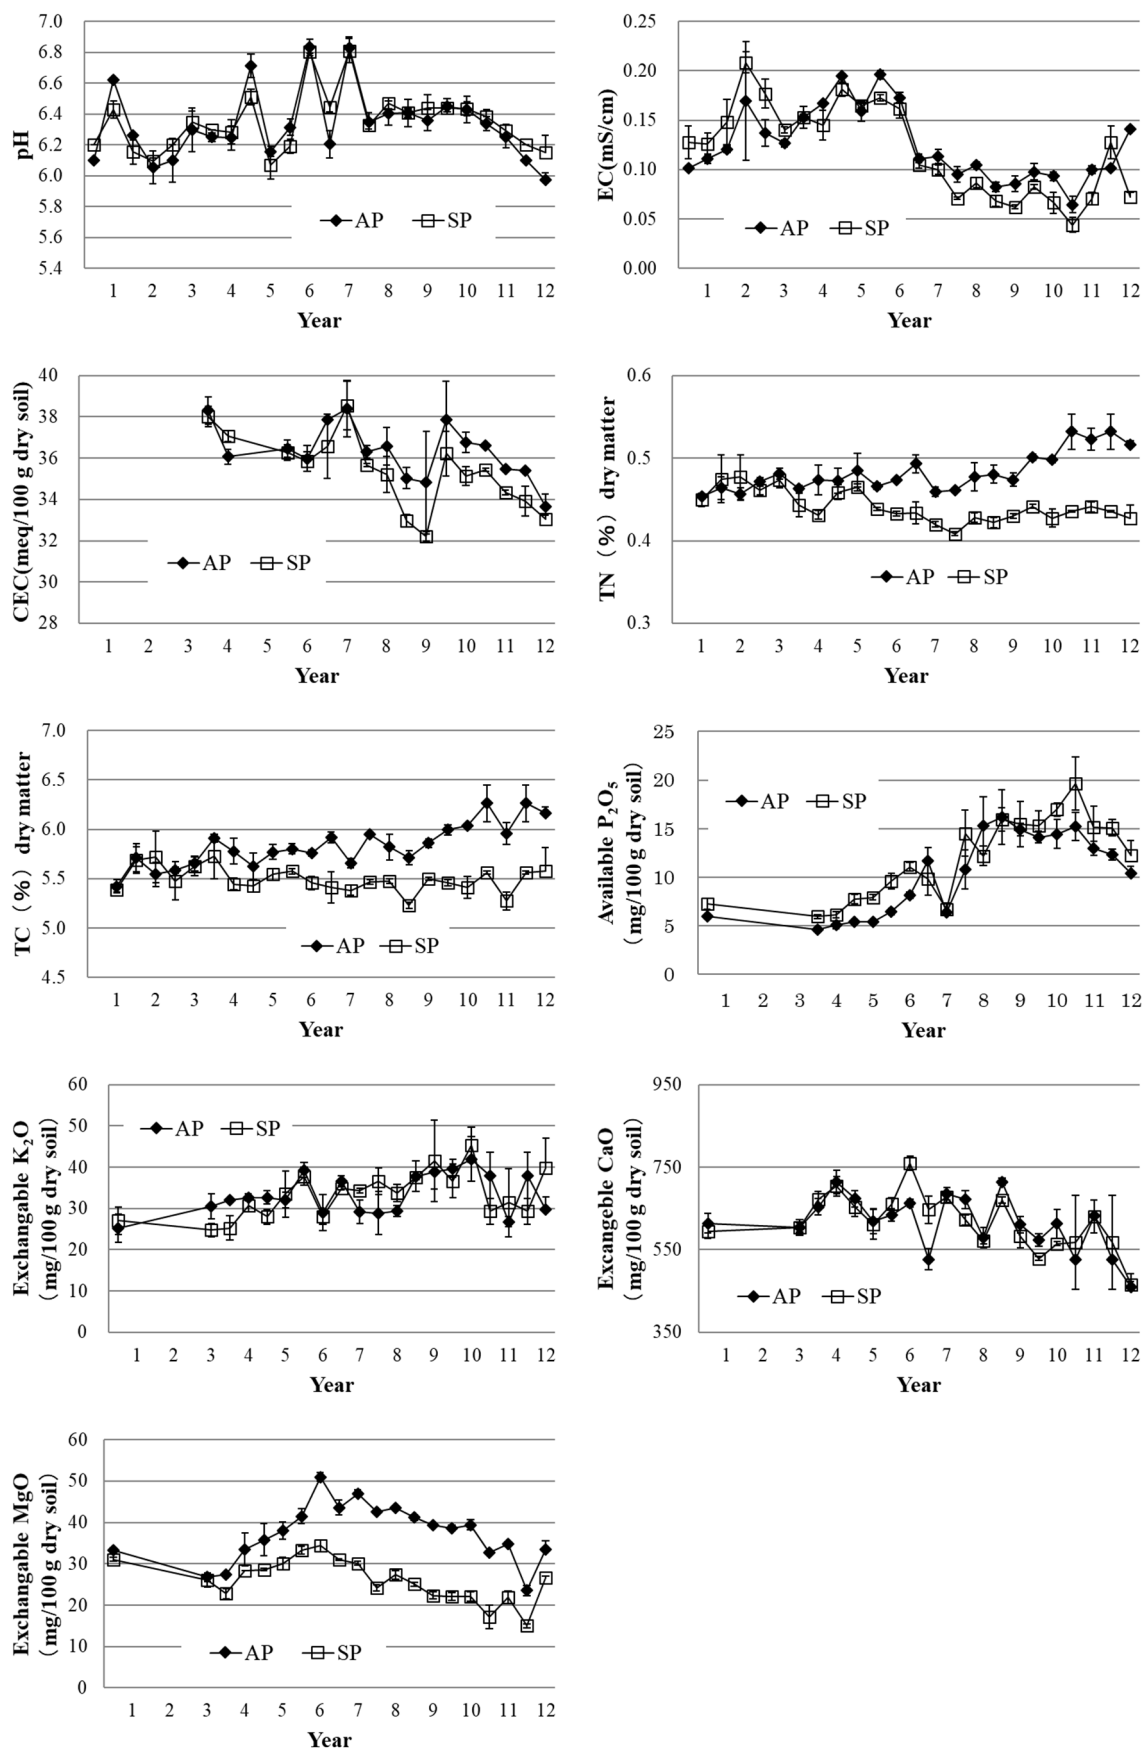 7.0
6.8
6.6
6.4
6.2
6.0
5.8
5.6
5.4
pH
AP SP
1 2 3 4 5 6 7 8 9 10 11 12
Year
0.25
0.20
0.15
0.10
0.05
0.00
EC(mS/cm)
AP SP
1 2 3 4 5 6 7 8 9 10 11 12
Year
40
38
36
34
32
30
28
CEC(meq/100 g dry soil)
AP SP
1 2 3 4 5 6 7 8 9 10 11 12
Year
0.6
0.5
0.4
0.3
TN（%）dry matter
AP SP
1 2 3 4 5 6 7 8 9 10 11 12
Year
7.0
6.5
6.0
5.5
5.0
4.5
TC（%）dry matter
AP SP
1 2 3 4 5 6 7 8 9 10 11 12
Year
25
20
15
10
5
0
Available P₂O₅
（mg/100 g dry soil）
AP SP
1 2 3 4 5 6 7 8 9 10 11 12
Year
60
50
40
30
20
10
0
Exchangable K₂O
（mg/100 g dry soil）
AP SP
1 2 3 4 5 6 7 8 9 10 11 12
Year
950
750
550
350
Excangeble CaO
（mg/100 g dry soil）
AP SP
1 2 3 4 5 6 7 8 9 10 11 12
Year
60
50
40
30
20
10
0
Exchangable MgO
（mg/100 g dry soil）
AP SP
1 2 3 4 5 6 7 8 9 10 11 12
Year